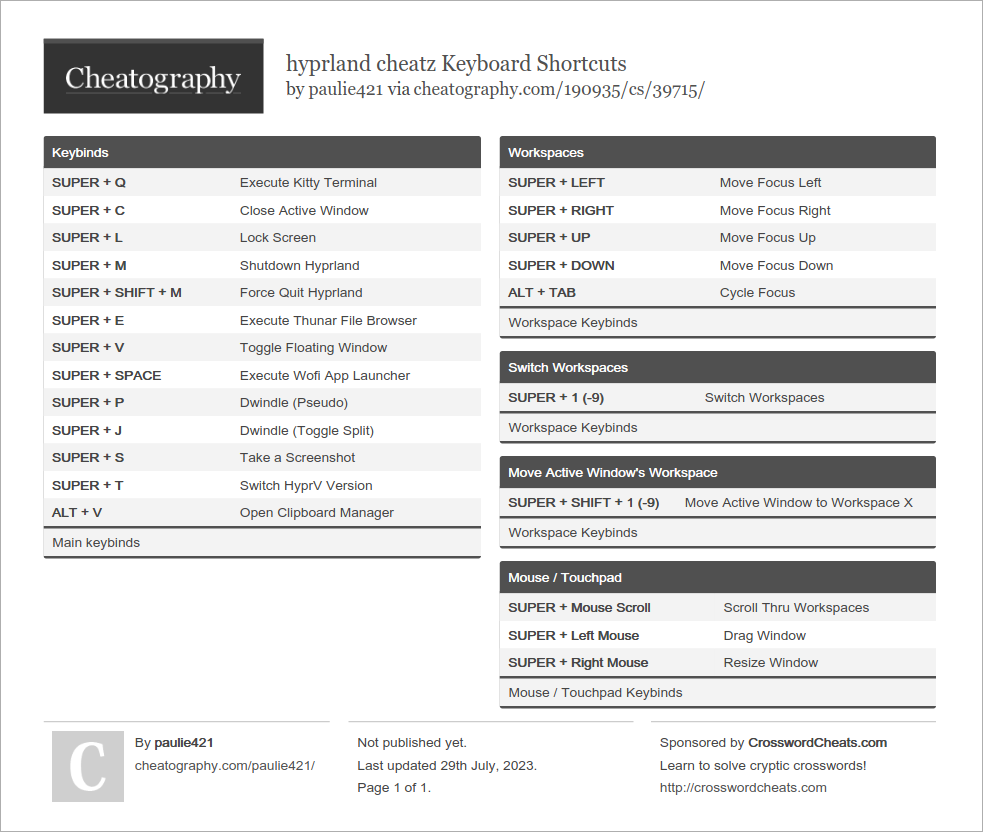 Cheatography
hyprland cheatz Keyboard Shortcuts
by paulie421 via cheatography.com/190935/cs/39715/
Keybinds
SUPER + Q Execute Kitty Terminal
SUPER + C Close Active Window
SUPER + L Lock Screen
SUPER + M Shutdown Hyprland
SUPER + SHIFT + M Force Quit Hyprland
SUPER + E Execute Thunar File Browser
SUPER + V Toggle Floating Window
SUPER + SPACE Execute Wofi App Launcher
SUPER + P Dwindle (Pseudo)
SUPER + J Dwindle (Toggle Split)
SUPER + S Take a Screenshot
SUPER + T Switch HyprV Version
ALT + V Open Clipboard Manager
Main keybinds
Workspaces
SUPER + LEFT Move Focus Left
SUPER + RIGHT Move Focus Right
SUPER + UP Move Focus Up
SUPER + DOWN Move Focus Down
ALT + TAB Cycle Focus
Workspace Keybinds
Switch Workspaces
SUPER + 1 (-9) Switch Workspaces
Workspace Keybinds
Move Active Window's Workspace
SUPER + SHIFT + 1 (-9) Move Active Window to Workspace X
Workspace Keybinds
Mouse / Touchpad
SUPER + Mouse Scroll Scroll Thru Workspaces
SUPER + Left Mouse Drag Window
SUPER + Right Mouse Resize Window
Mouse / Touchpad Keybinds
C
By paulie421
cheatography.com/paulie421/
Not published yet.
Last updated 29th July, 2023.
Page 1 of 1.
Sponsored by CrosswordCheats.com
Learn to solve cryptic crosswords!
http://crosswordcheats.com